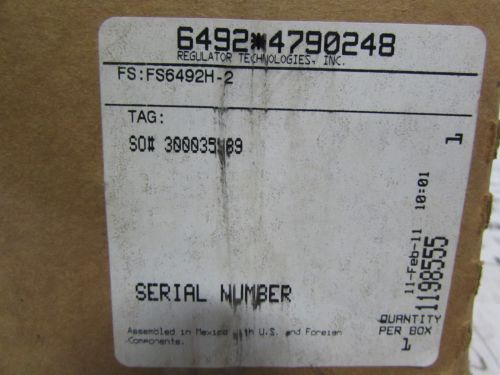 6492*4790248
REGULATOR TECHNOLOGIES, INC.
FS:FS6492H-2
TAG:
SO#
1
11-Feb-11 10:01
1198555
SERIAL NUMBER
QUANTITY
PER BOX
1
Assembled in Mexico with U.S. and Foreign
Components.